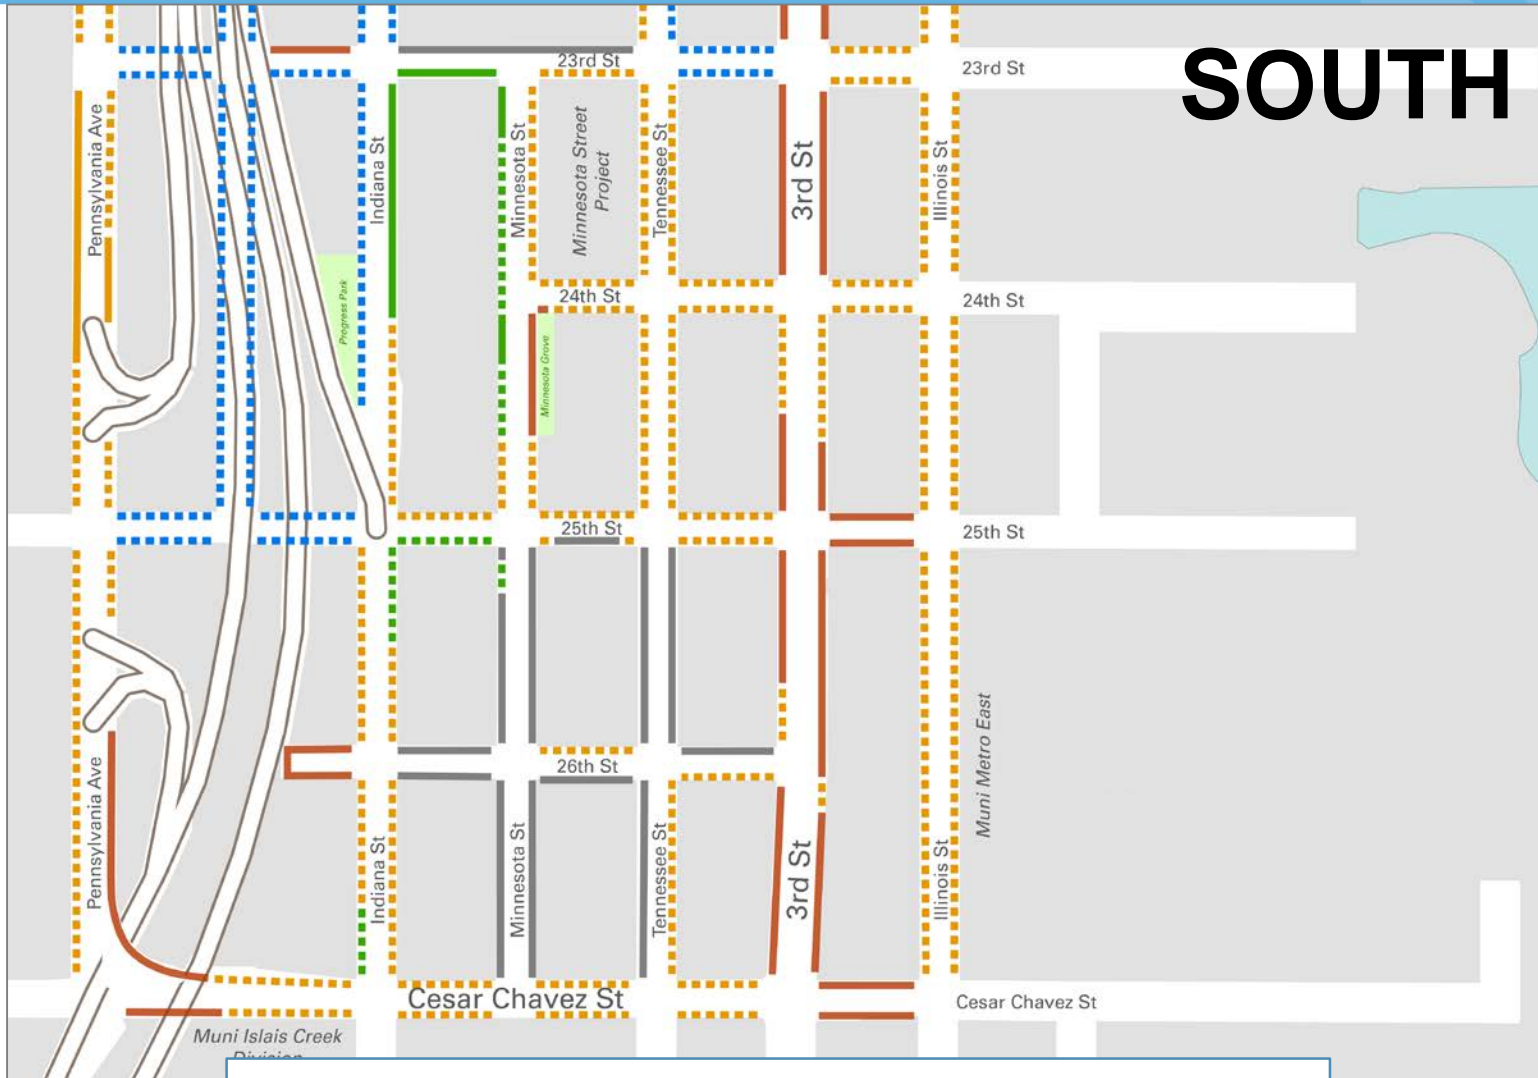 SOUTH
23rd St
23rd St
Pennsylvania Ave
Indiana St
Minnesota St
Minnesota Street
Project
Tennessee St
3rd St
Illinois St
Progress Park
24th St
24th St
Minnesota Grove
25th St
25th St
26th St
Muni Metro East
Pennsylvania Ave
Indiana St
Minnesota St
Tennessee St
3rd St
Illinois St
Cesar Chavez St
Cesar Chavez St
Muni Islais Creek
Division